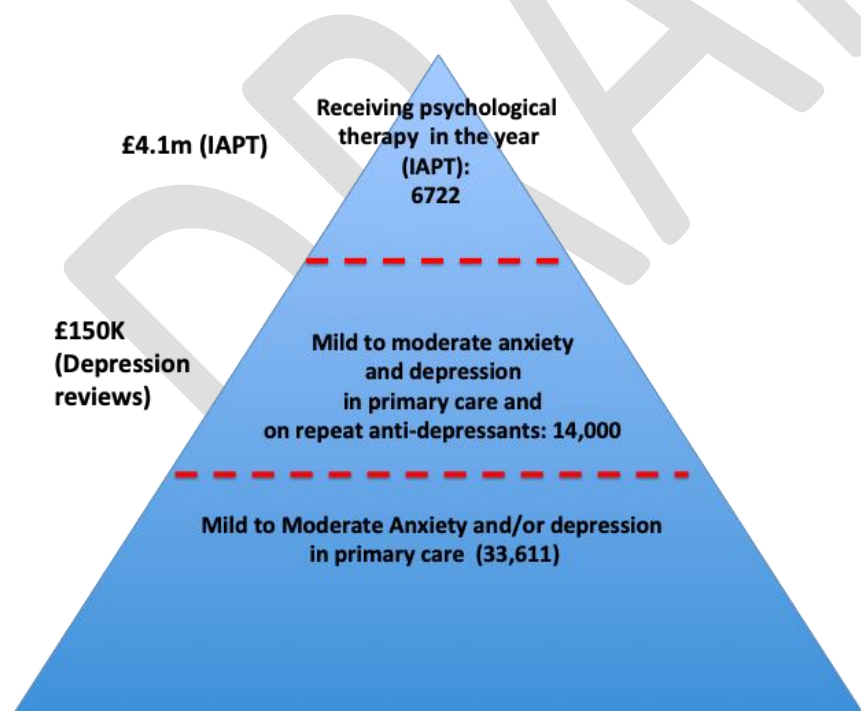 Receiving psychological
therapy in the year
(IAPT):
6722
£4.1m (IAPT)
£150K
(Depression
reviews)
Mild to moderate anxiety
and depression
in primary care and
on repeat anti-depressants: 14,000
Mild to Moderate Anxiety and/or depression
in primary care (33,611)